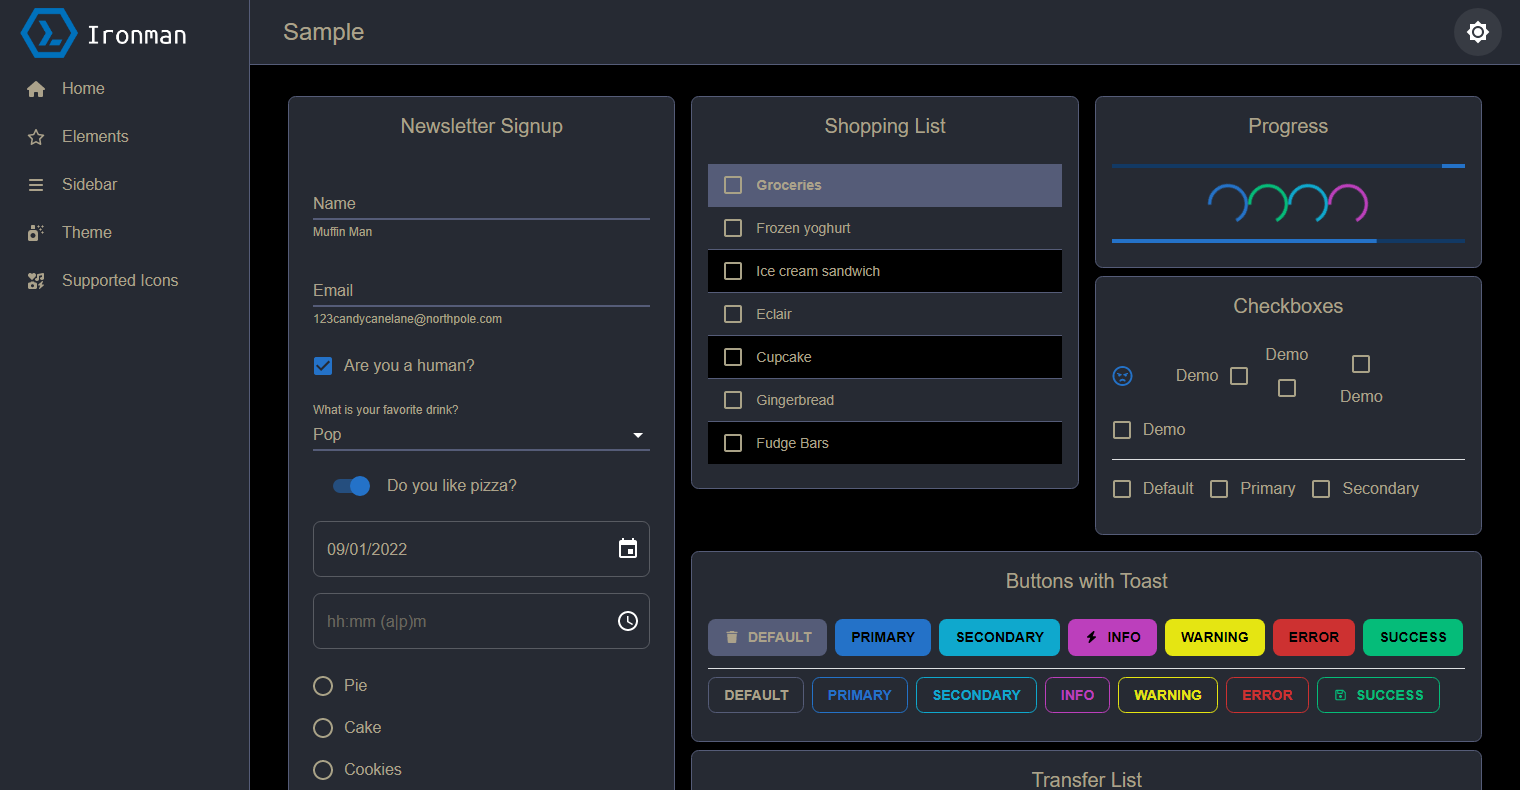 Ironman
Home
Elements
Sidebar
Theme
Supported Icons
Sample
Newsletter Signup
Name
Muffin Man
Email
123candycanelane@northpole.com
Are you a human?
What is your favorite drink?
Pop
Do you like pizza?
09/01/2022
hh:mm (a|p)m
Pie
Cake
Cookies
Shopping List
Groceries
Frozen yoghurt
Ice cream sandwich
Eclair
Cupcake
Gingerbread
Fudge Bars
Progress
Checkboxes
Demo
Demo
Demo
Demo
Default Primary Secondary
Buttons with Toast
DEFAULT PRIMARY SECONDARY INFO WARNING ERROR SUCCESS
DEFAULT PRIMARY SECONDARY INFO WARNING ERROR SUCCESS
Transfer List